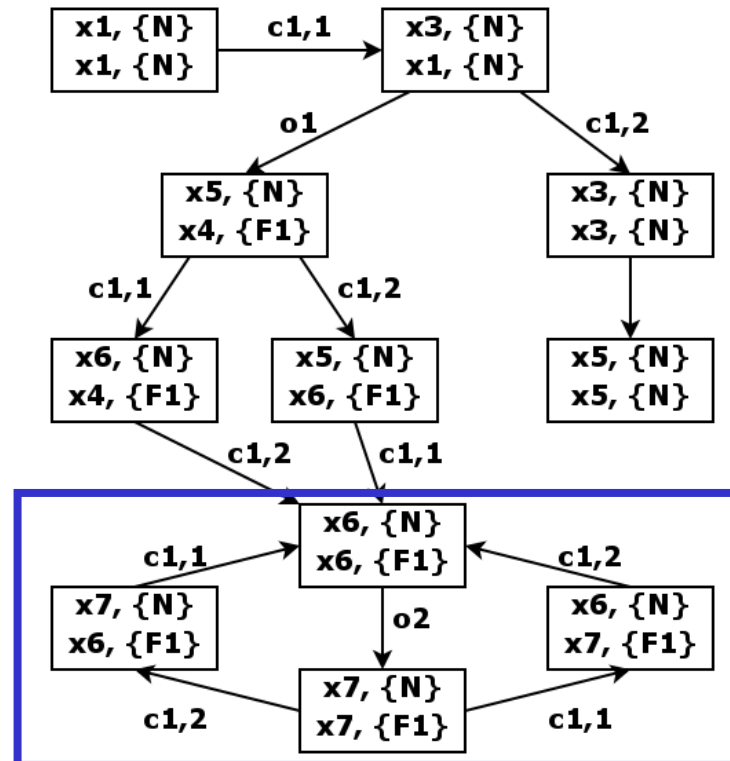 x1, {N}
x1, {N}
c1,1
x3, {N}
x1, {N}
o1
c1,2
x5, {N}
x4, {F1}
x3, {N}
x3, {N}
c1,1
c1,2
x6, {N}
x4, {F1}
x5, {N}
x6, {F1}
x5, {N}
x5, {N}
c1,2
c1,1
x6, {N}
x6, {F1}
c1,1
c1,2
x7, {N}
x6, {F1}
o2
x6, {N}
x7, {F1}
x7, {N}
x7, {F1}
c1,2
c1,1